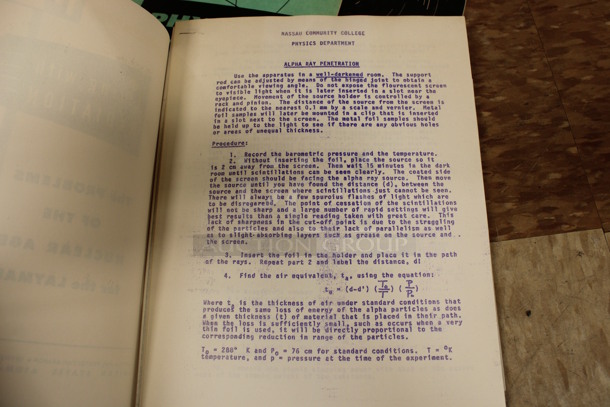 NASSAU COMMUNITY COLLEGE
PHYSICS DEPARTMENT
ALPHA RAY PENETRATION
Use the apparatus in a well-darkened room. The support
rod can be adjusted by means of the hinged joint to obtain a
comfortable viewing angle. Do not expose the flourescent screen
to visible light when it is later inserted in a slot near the
eyepiece. Movement of the source holder is controlled by a
rack and pinion. The distance of the source from the screen is
indicated to the nearest 0.1 mm by a scale and vernier. Metal
foil samples will later be mounted in a clip that is inserted
in a slot next to the screen. The metal foil samples should
be held up to the light to see if there are any obvious holes
or areas of unequal thickness.
Procedure:
1. Record the barometric pressure and the temperature.
2. Without inserting the foil, place the source so it
is 2 cm away from the screen. Then wait 15 minutes in the dark
room until scintillations can be seen clearly. The coated side
of the screen should be facing the alpha ray source. Then move
the source until you have found the distance (d), between the
source and the screen where scintillations just cannot be seen.
There will always be a few spurious flashes of light which are
to be disregarded. The point of cessation of the scintillations
will not be sharp and a large number of rapid settings will give
best results than a single reading taken with great care. This
lack of sharpness in the cut-off point is due to the straggling
of the particles and also to their lack of parallelism as well
as to slight absorbing layers such as grease on the source and
the screen.
3. Insert the foil in the holder and place it in the path
of the rays. Repeat part 2 and label the distance, d'
4. Find the air equivalent, ta, using the equation:
ta = (d-d') (To/T) (P/Po)
Where ta is the thickness of air under standard conditions that
produces the same loss of energy of the alpha particles as does
a given thickness (t) of material that is placed in their path.
When the loss is sufficiently small, such as occurs when a very
thin foil is used, it will be directly proportional to the
corresponding reduction in range of the particles.
To = 288° K and Po = 76 cm for standard conditions. T = °K
temperature, and p = pressure at the time of the experiment.
AUCTION GROUP